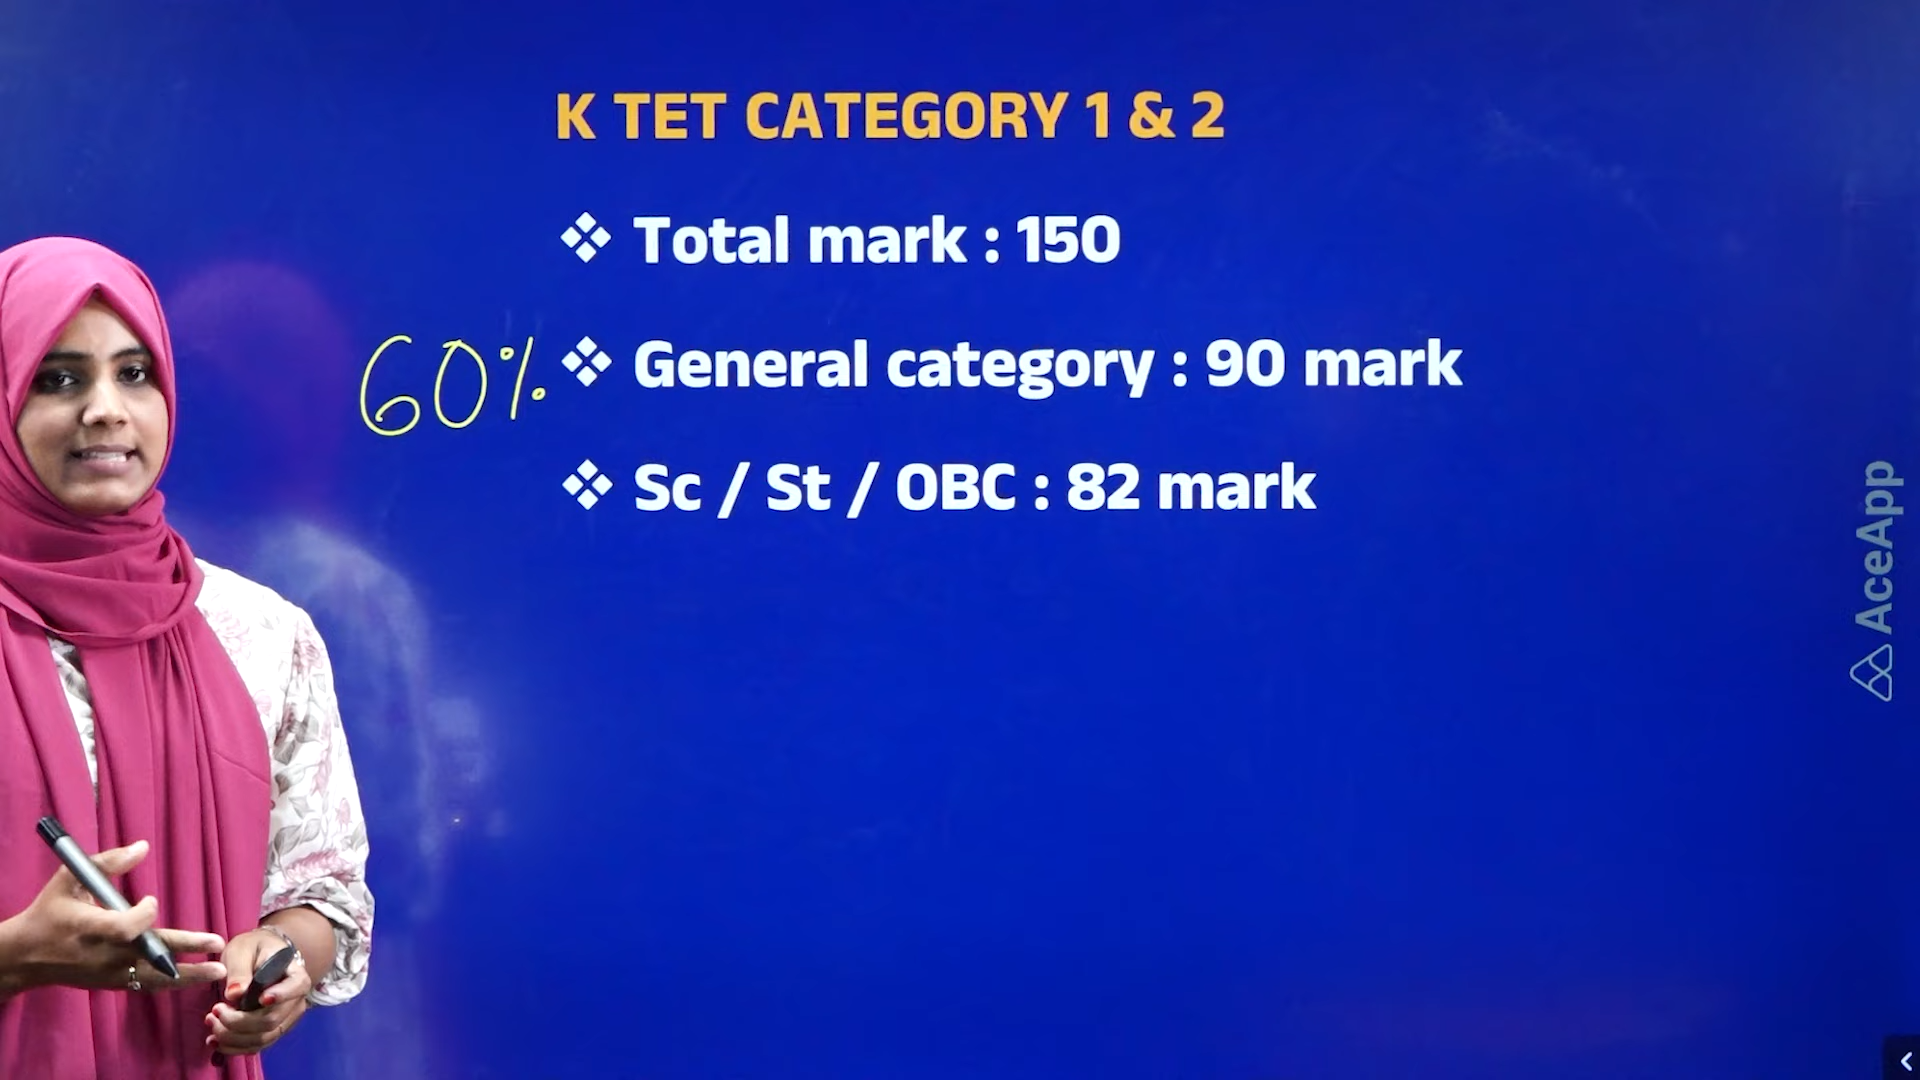 K TET CATEGORY 1 & 2
❖ Total mark : 150
60% ❖ General category : 90 mark
❖ Sc / St / OBC : 82 mark
AceApp